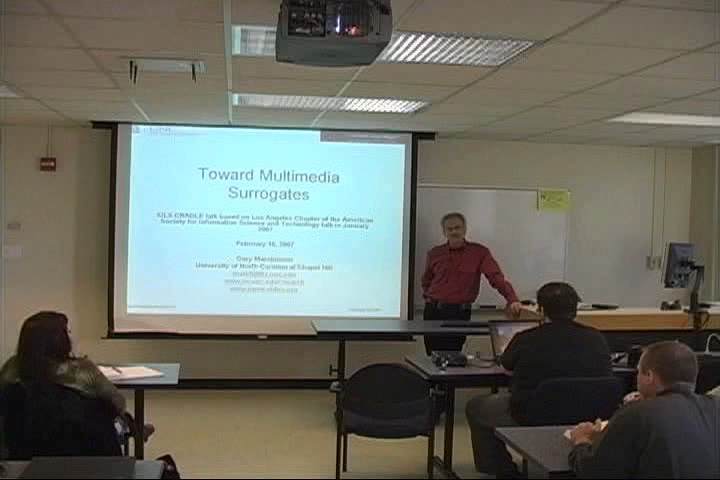 Toward Multimedia
Surrogates
SILS CRADLE talk based on Los Angeles Chapter of the American
Society for Information Science and Technology talk in January
2007
February 16, 2007
Gary Marchionini
University of North Carolina at Chapel Hill